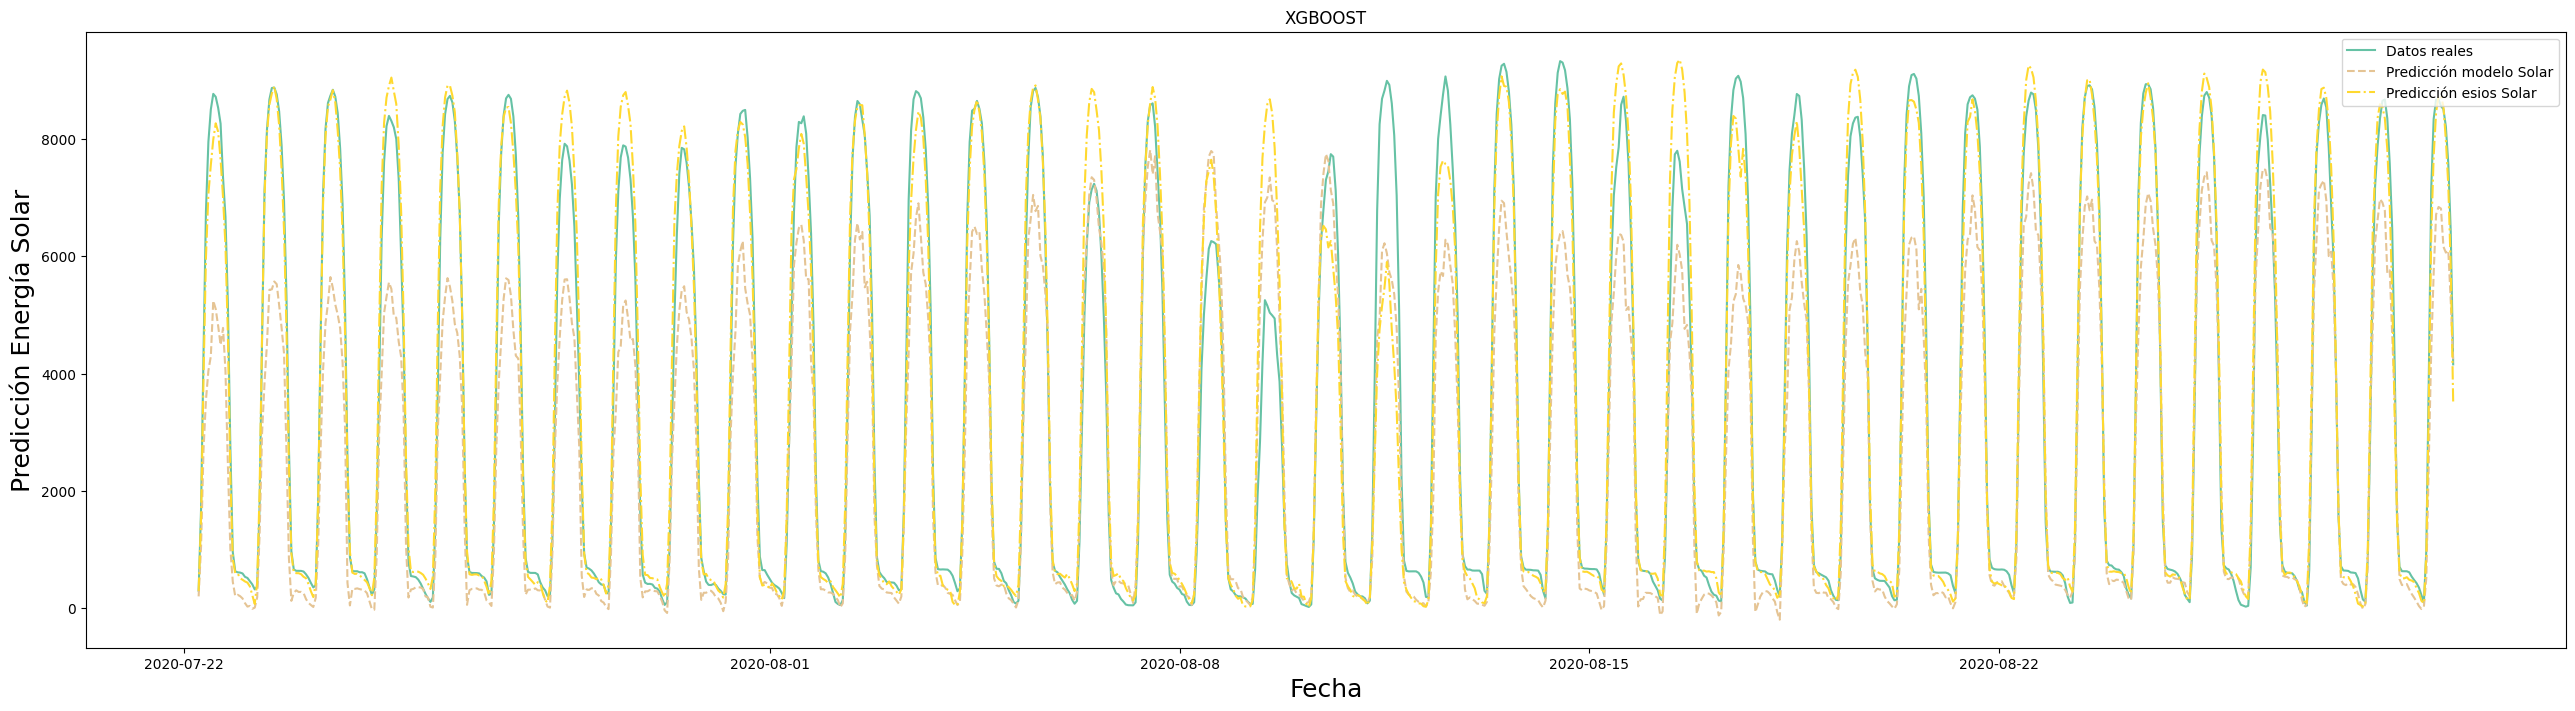 XGBOOST
Datos reales
Predicción modelo Solar
Predicción esios Solar
Predicción Energía Solar
8000
6000
4000
2000
0
2020-07-22
2020-08-01
2020-08-08
2020-08-15
2020-08-22
Fecha